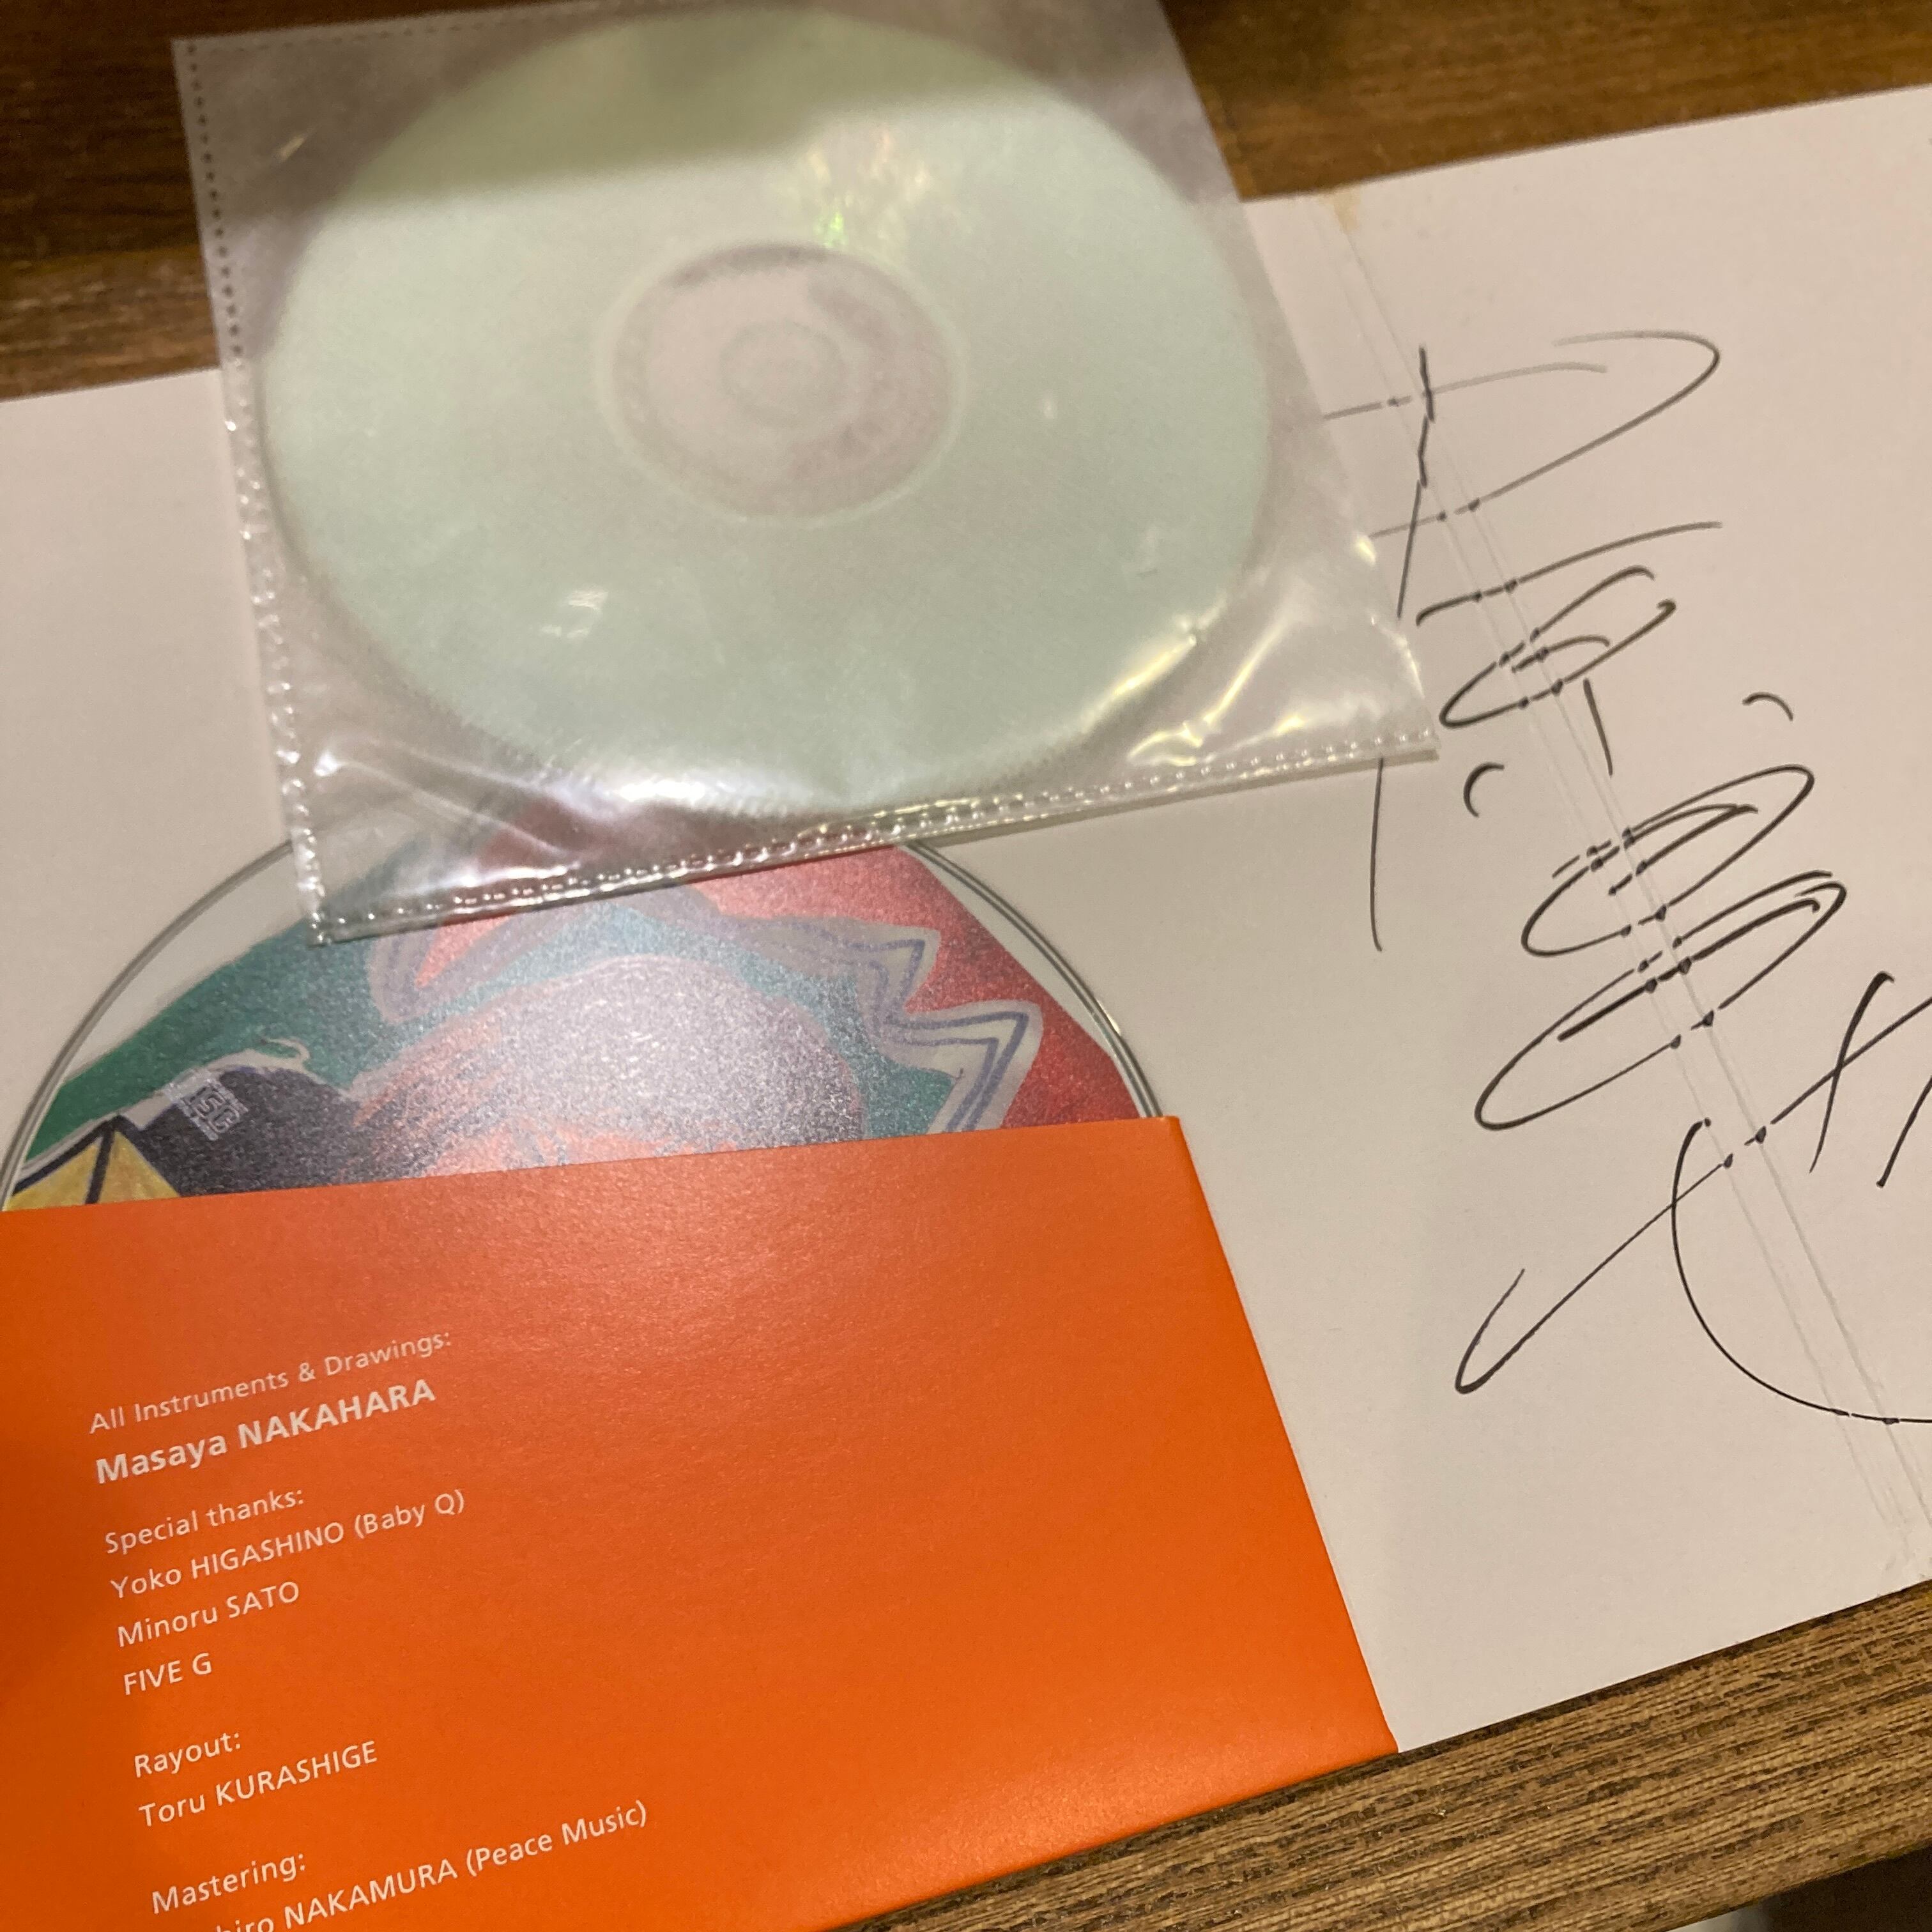 All Instruments & Drawings:
Masaya NAKAHARA
Special thanks:
Yoko HIGASHINO (Baby Q)
Minoru SATO
FIVE G
Rayout:
Toru KURASHIGE
Mastering:
NAKAMURA (Peace Music)